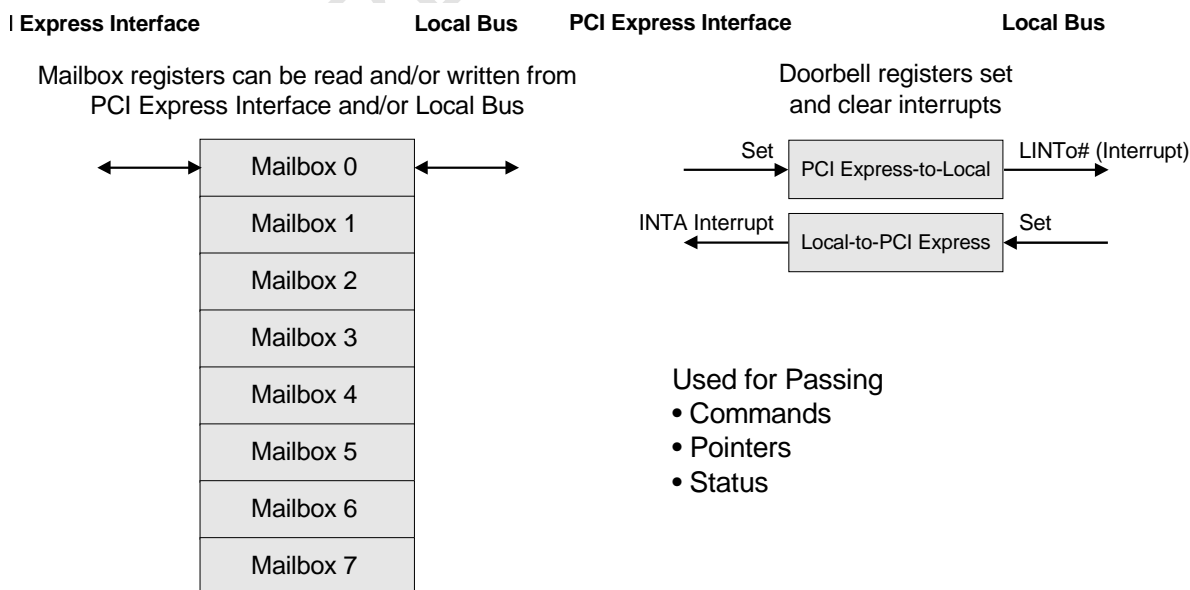 I Express Interface Local Bus
Mailbox registers can be read and/or written from
PCI Express Interface and/or Local Bus
Mailbox 0
Mailbox 1
Mailbox 2
Mailbox 3
Mailbox 4
Mailbox 5
Mailbox 6
Mailbox 7
PCI Express Interface Local Bus
Doorbell registers set
and clear interrupts
Set PCI Express-to-Local LINTo# (Interrupt)
INTA Interrupt Local-to-PCI Express Set
Used for Passing
• Commands
• Pointers
• Status